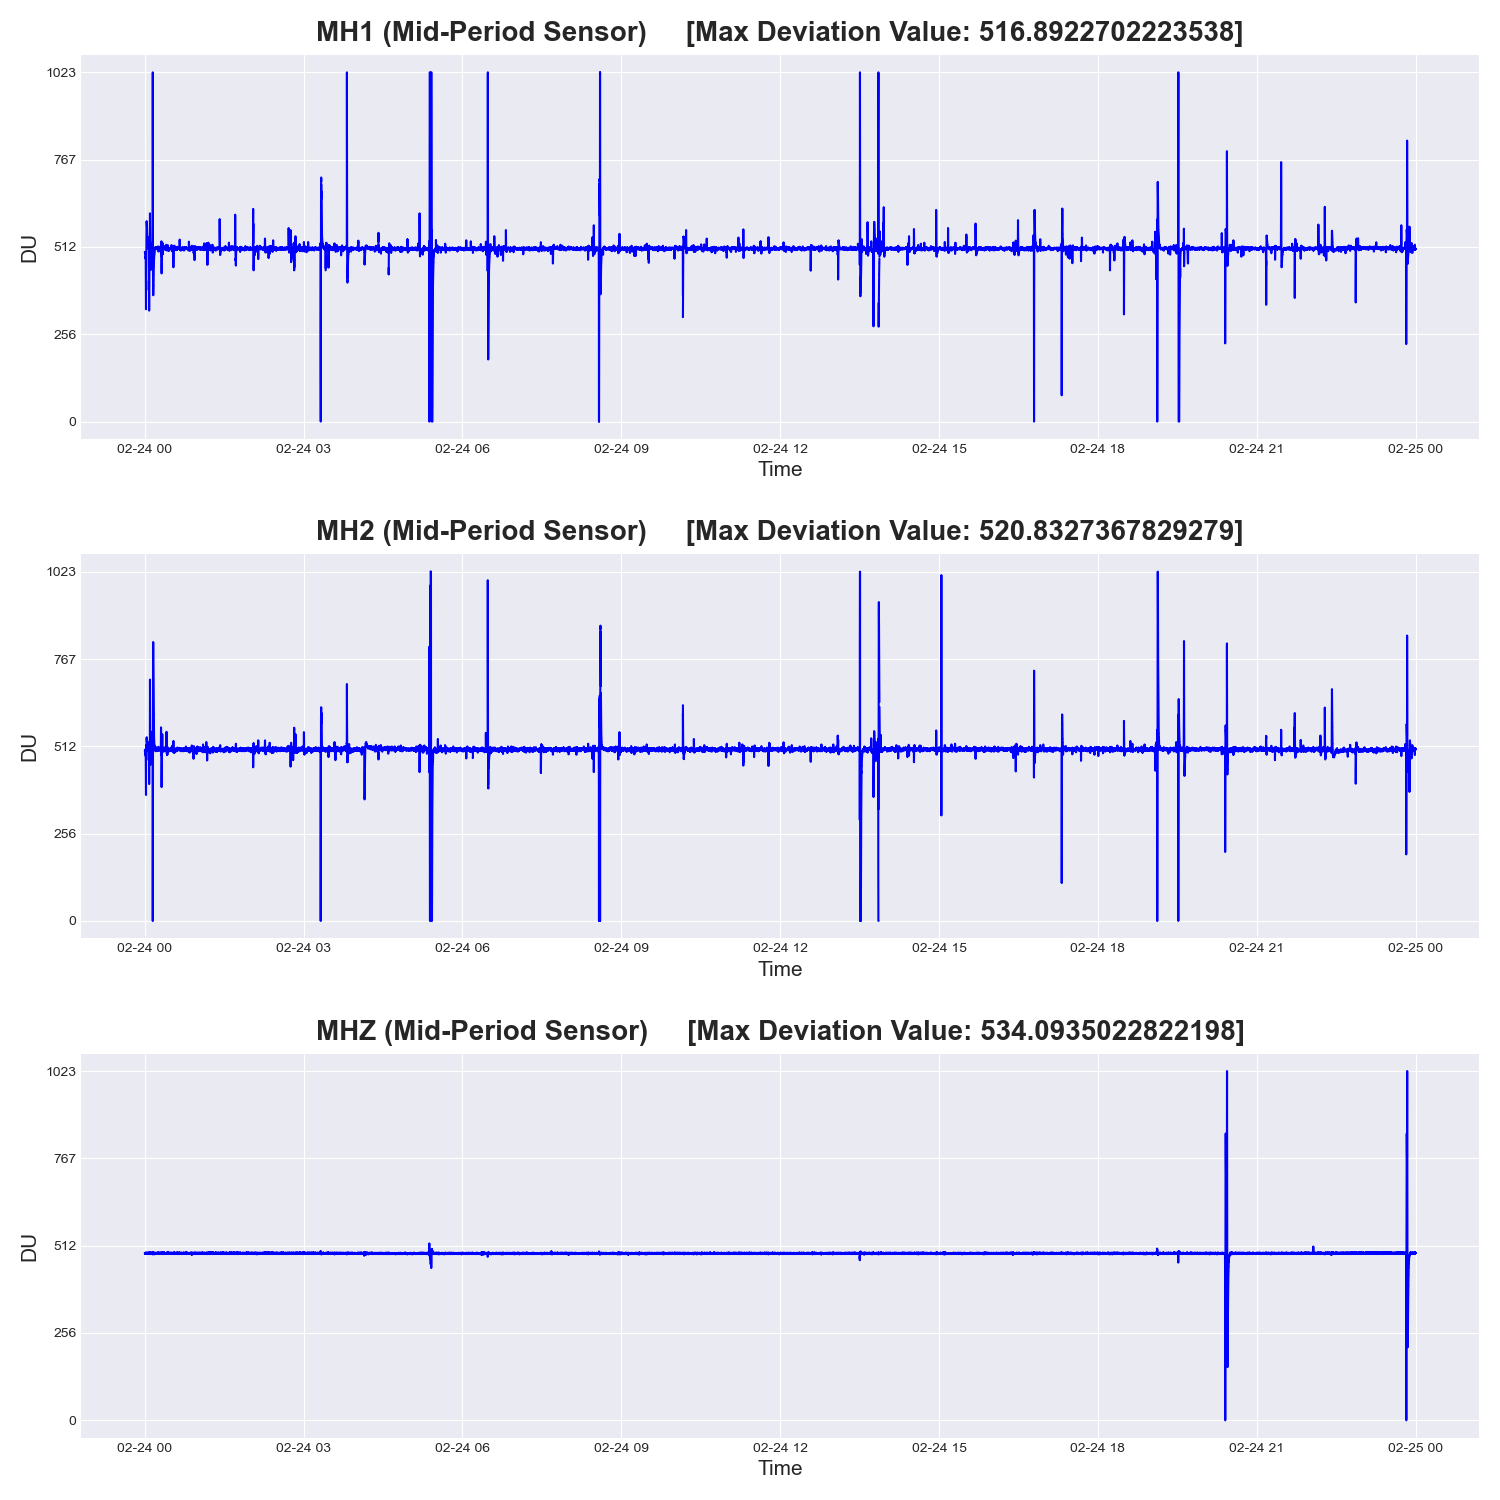 MH1 (Mid-Period Sensor) [Max Deviation Value: 516.8922702223538]
1023
767
512
256
0
DU
02-24 00 02-24 03 02-24 06 02-24 09 02-24 12 02-24 15 02-24 18 02-24 21 02-25 00
Time
MH2 (Mid-Period Sensor) [Max Deviation Value: 520.8327367829279]
1023
767
512
256
0
DU
02-24 00 02-24 03 02-24 06 02-24 09 02-24 12 02-24 15 02-24 18 02-24 21 02-25 00
Time
MHZ (Mid-Period Sensor) [Max Deviation Value: 534.0935022822198]
1023
767
512
256
0
DU
02-24 00 02-24 03 02-24 06 02-24 09 02-24 12 02-24 15 02-24 18 02-24 21 02-25 00
Time